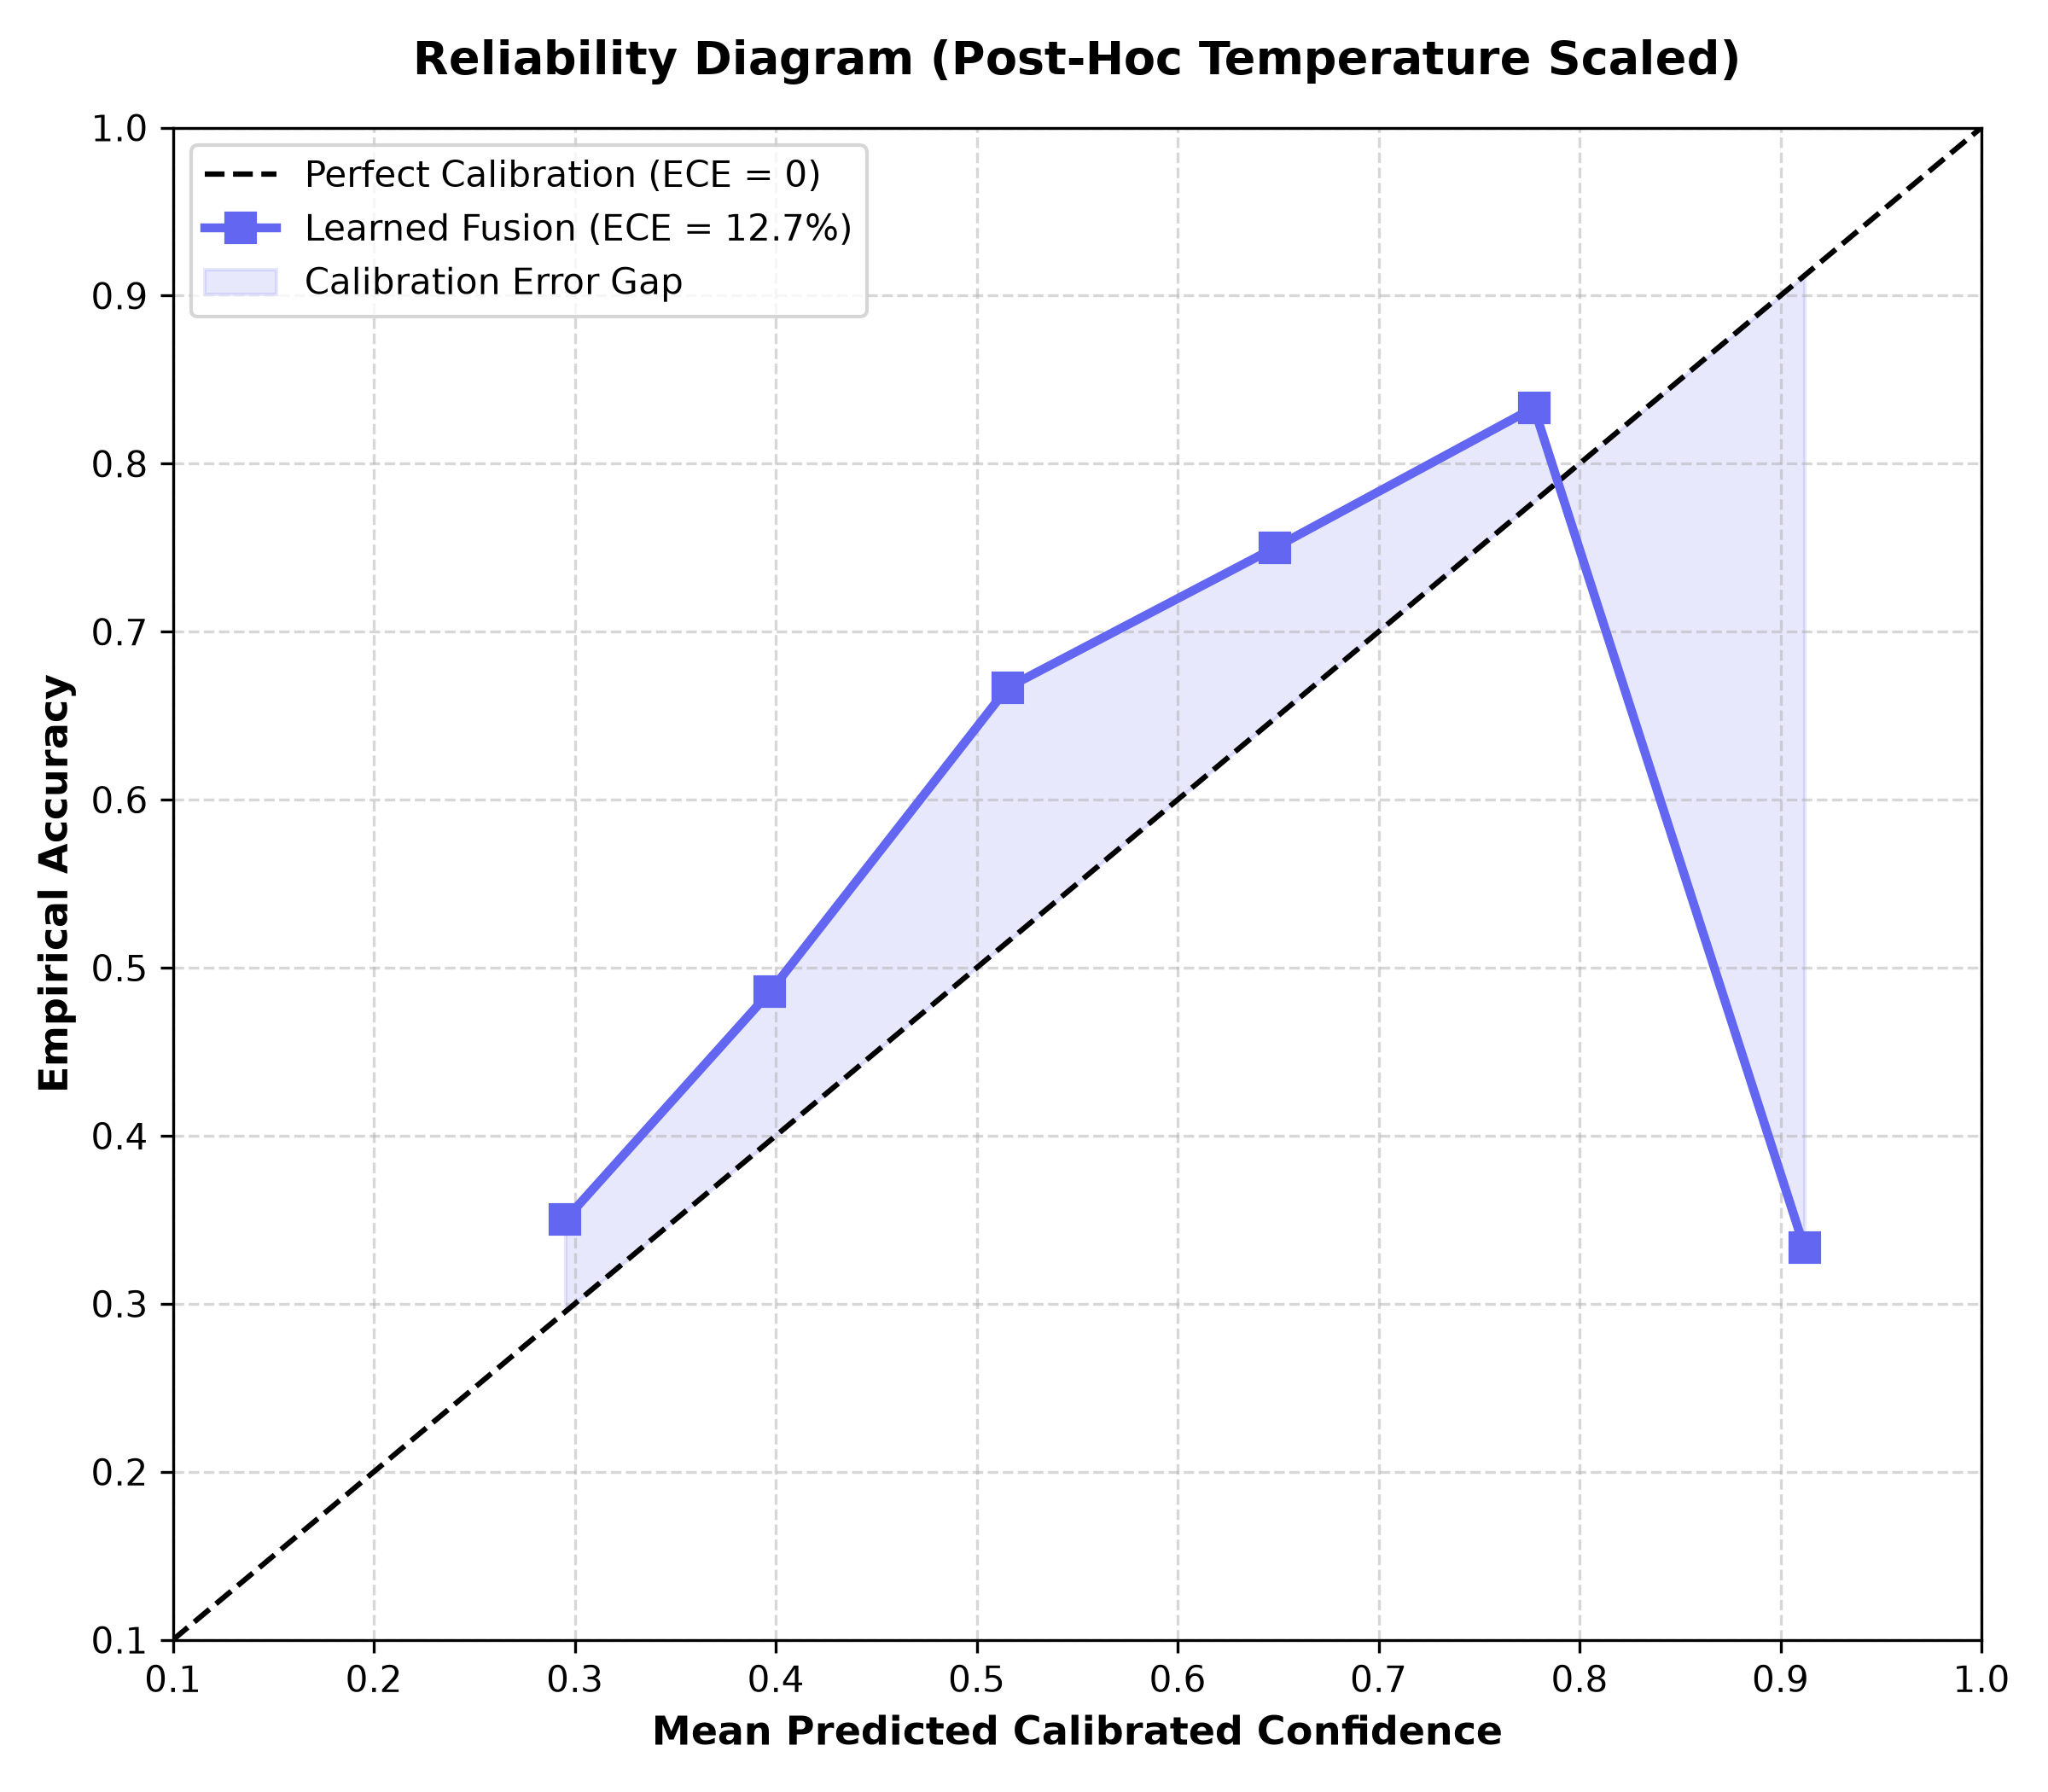 Reliability Diagram (Post-Hoc Temperature Scaled)
Perfect Calibration (ECE = 0)
Learned Fusion (ECE = 12.7%)
Calibration Error Gap
1.0
0.9
0.8
0.7
0.6
0.5
0.4
0.3
0.2
0.1
Empirical Accuracy
0.1 0.2 0.3 0.4 0.5 0.6 0.7 0.8 0.9 1.0
Mean Predicted Calibrated Confidence